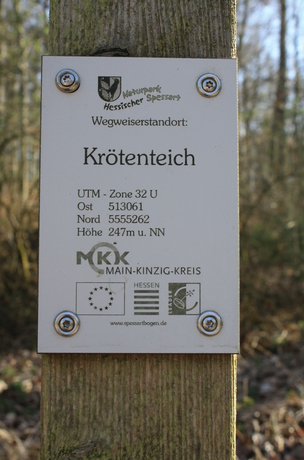 Naturpark
Hessischer Spessart
Wegweiserstandort:
Krötenteich
UTM - Zone 32 U
Ost 513061
Nord 5555262
Höhe 247m u. NN
MKK
MAIN-KINZIG-KREIS
HESSEN
www.spessartbogen.de